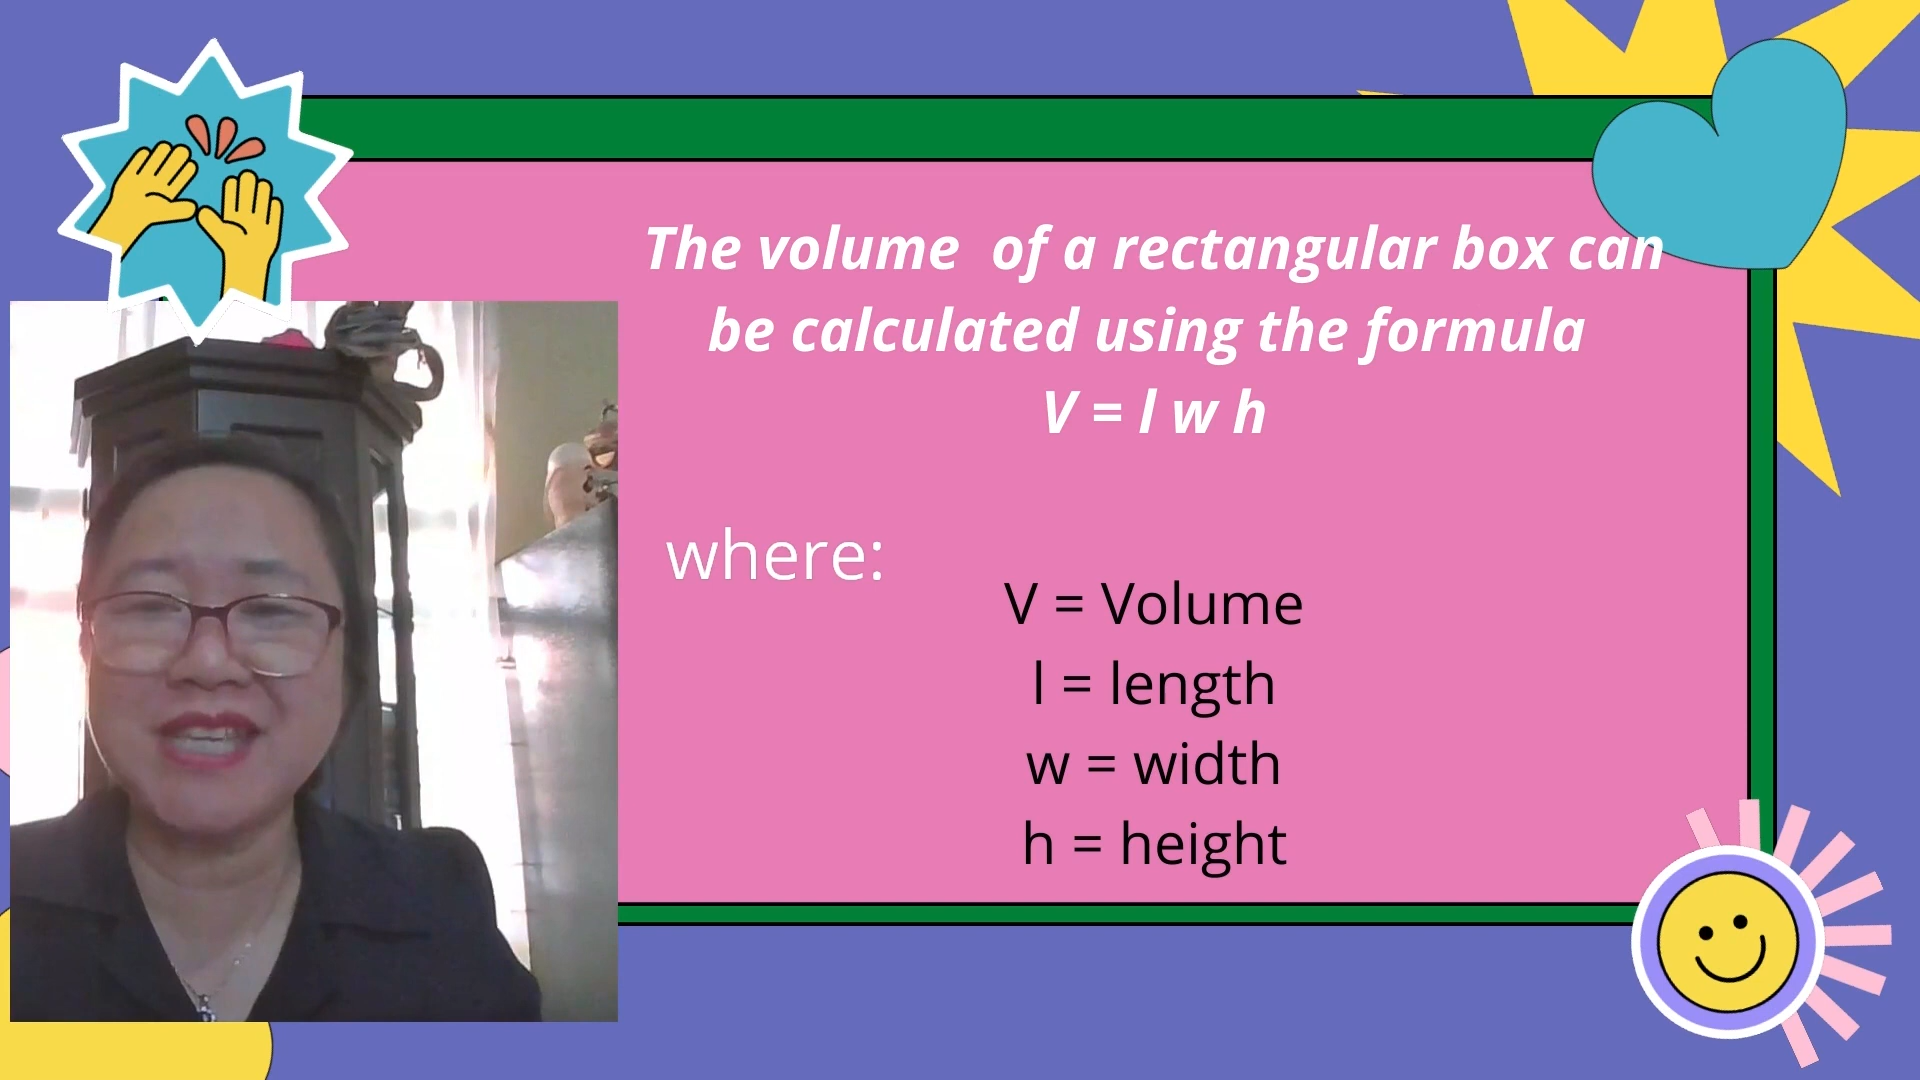 The volume of a rectangular box can
be calculated using the formula
V = l w h
where:
V = Volume
l = length
w = width
h = height